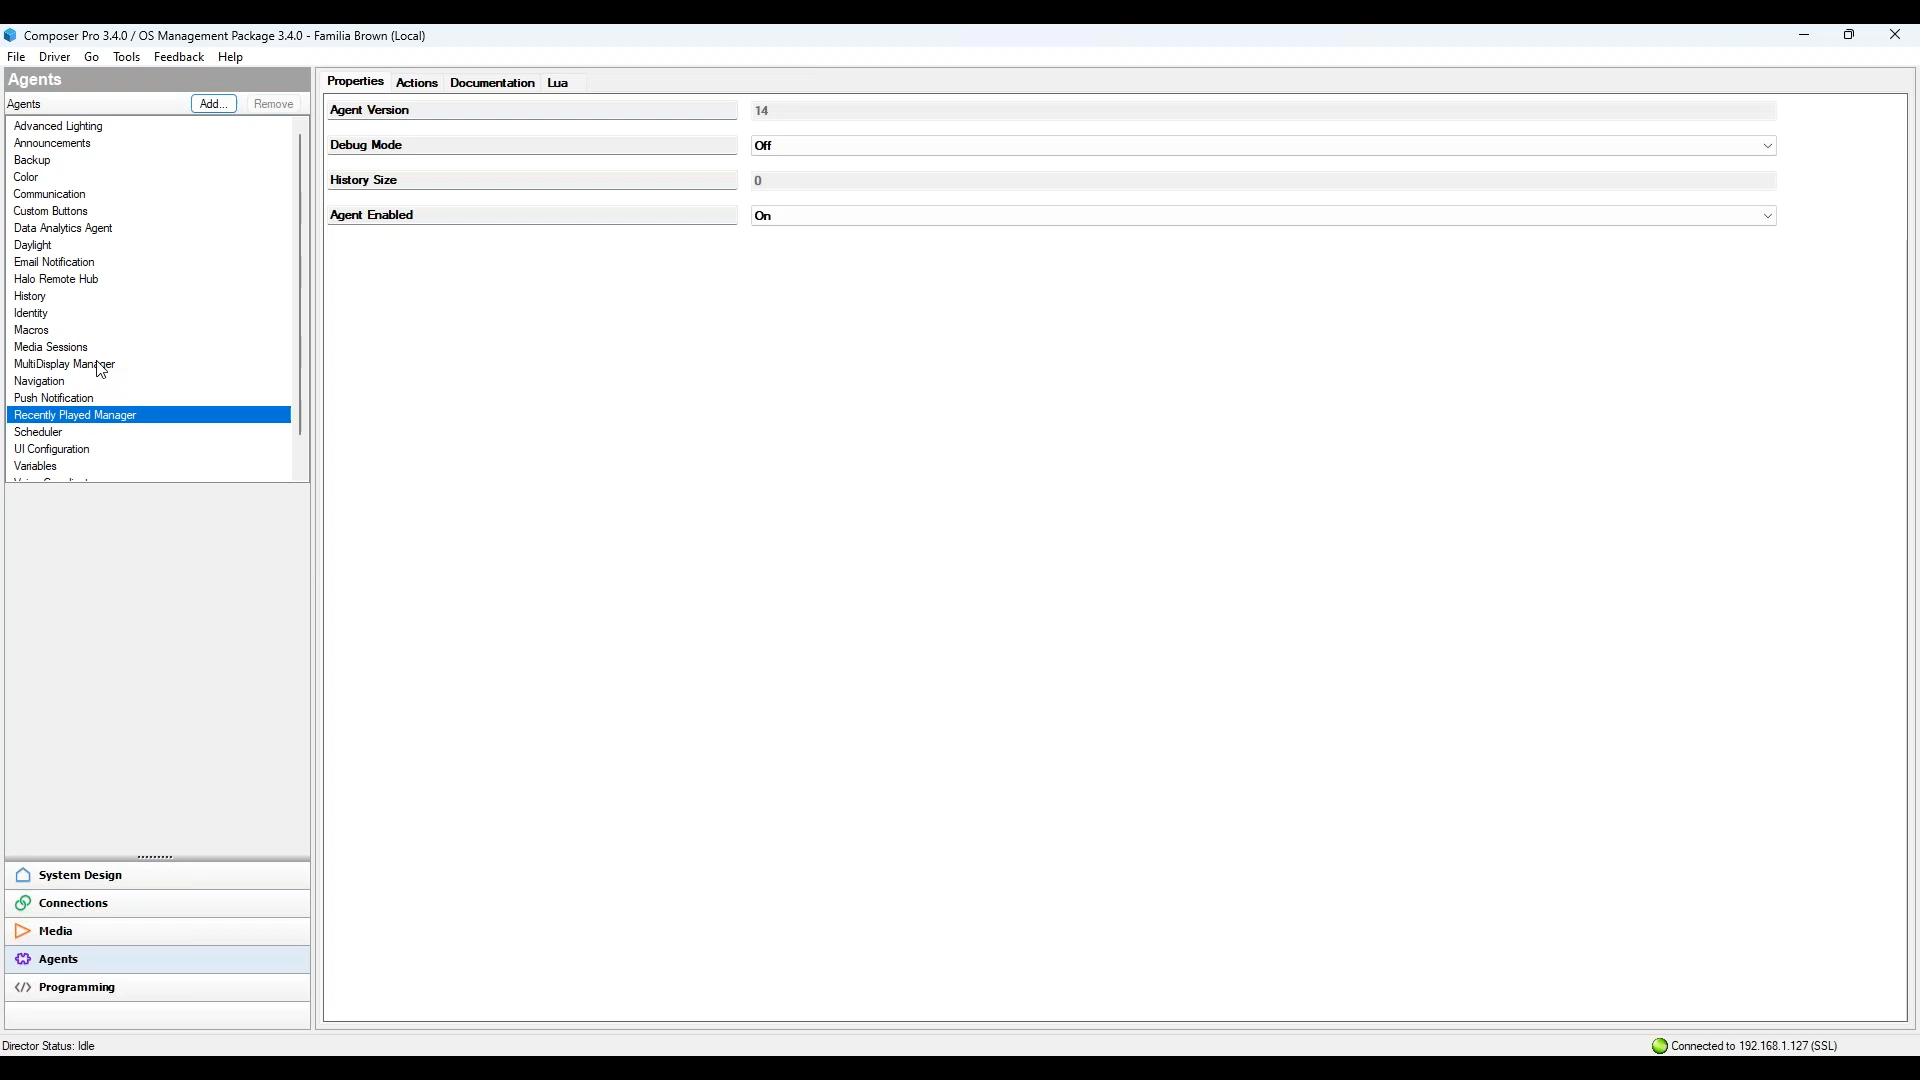 Composer Pro 3.4.0 / OS Management Package 3.4.0 - Familia Brown (Local)
File Driver Go Tools Feedback Help
Agents
Agents Add... Remove
Advanced Lighting
Announcements
Backup
Color
Communication
Custom Buttons
Data Analytics Agent
Daylight
Email Notification
Halo Remote Hub
History
Identity
Macros
Media Sessions
MultiDisplay Manager
Navigation
Push Notification
Recently Played Manager
Scheduler
UI Configuration
Variables
Properties Actions Documentation Lua
Agent Version 14
Debug Mode Off
History Size 0
Agent Enabled On
System Design
Connections
Media
Agents
</> Programming
Director Status: Idle
Connected to 192.168.1.127 (SSL)